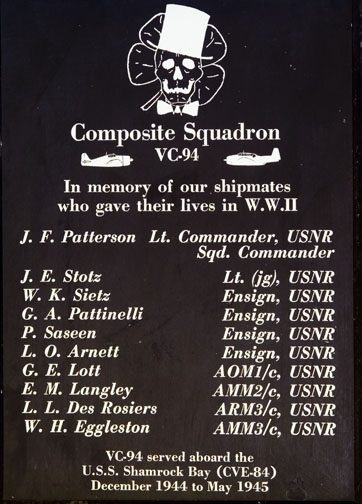 Composite Squadron
VC-94
In memory of our shipmates
who gave their lives in W.W.II
J. F. Patterson Lt. Commander, USNR
Sqd. Commander
J. E. Stotz Lt. (jg), USNR
W. K. Sietz Ensign, USNR
G. A. Pattinelli Ensign, USNR
P. Saseen Ensign, USNR
L. O. Arnett Ensign, USNR
G. E. Lott AOM1/c, USNR
E. M. Langley AMM2/c, USNR
L. L. Des Rosiers ARM3/c, USNR
W. H. Eggleston AMM3/c, USNR
VC-94 served aboard the
U.S.S. Shamrock Bay (CVE-84)
December 1944 to May 1945